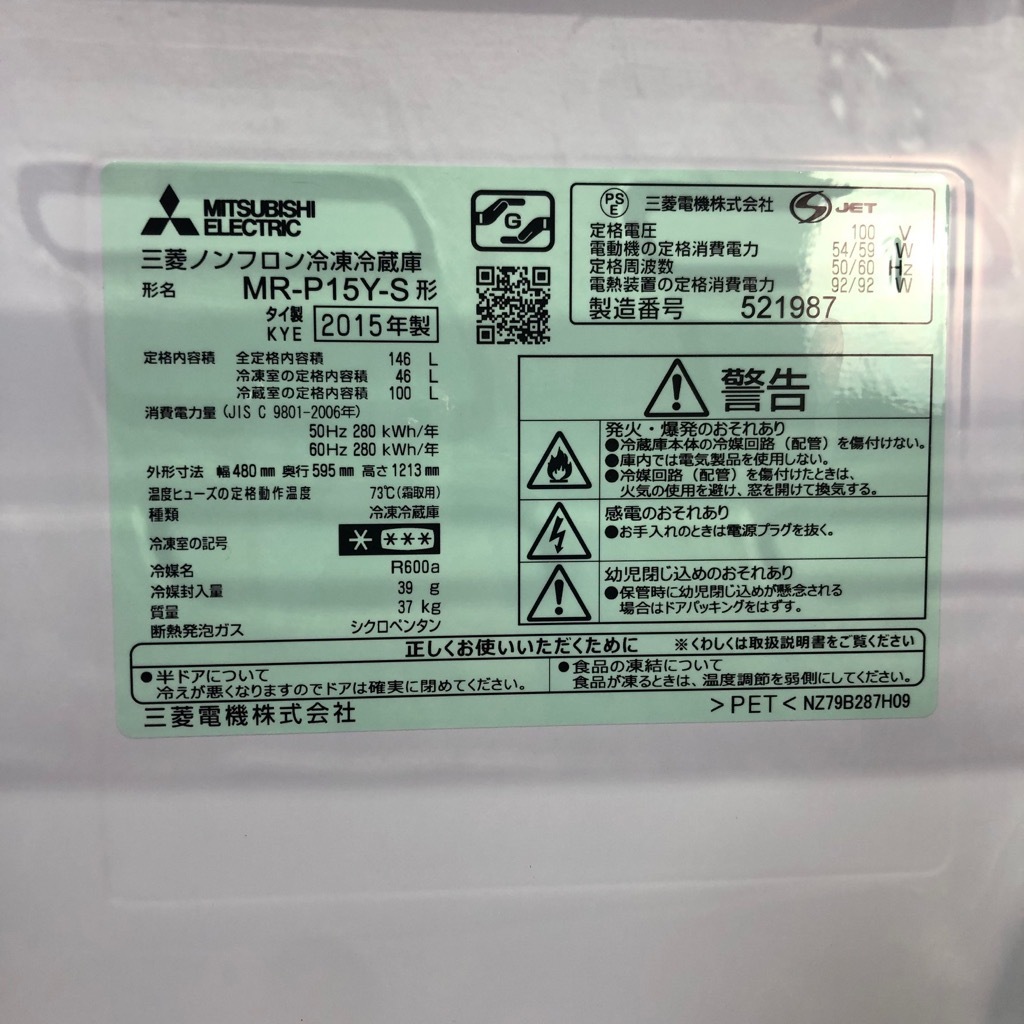 MITSUBISHI
ELECTRIC
三菱ノンフロン冷凍冷蔵庫
形名 MR-P15Y-S 形
タイ製
KYE 2015年製
定格内容積 全定格内容積 146 L
冷凍室の定格内容積 46 L
冷蔵室の定格内容積 100 L
消費電力量 (JIS C 9801-2006年)
50Hz 280 kWh/年
60Hz 280 kWh/年
外形寸法 幅 480 mm 奥行 595 mm 高さ 1213 mm
温度ヒューズの定格動作温度 73℃(霜取用)
種類 冷凍冷蔵庫
冷凍室の記号 * ***
冷媒名 R600a
冷媒封入量 39 g
質量 37 kg
断熱発泡ガス シクロペンタン
G
PS
E 三菱電機株式会社 S JET
定格電圧 100 V
電動機の定格消費電力 54/59 W
定格周波数 50/60 Hz
電熱装置の定格消費電力 92/92 W
製造番号 521987
警告
発火・爆発のおそれあり
●冷蔵庫本体の冷媒回路(配管)を傷付けない。
●庫内では電気製品を使用しない。
●冷媒回路(配管)を傷付けたときは、
火気の使用を避け、窓を開けて換気する。
感電のおそれあり
●お手入れのときは電源プラグを抜く。
幼児閉じ込めのおそれあり
●保管時に幼児閉じ込めが懸念される
場合はドアパッキングをはずす。
正しくお使いいただくために ※くわしくは取扱説明書をご覧ください
●半ドアについて
冷えが悪くなりますのでドアは確実に閉めてください。
●食品の凍結について
食品が凍るときは、温度調節を弱側にしてください。
三菱電機株式会社
>PET< NZ79B287H09